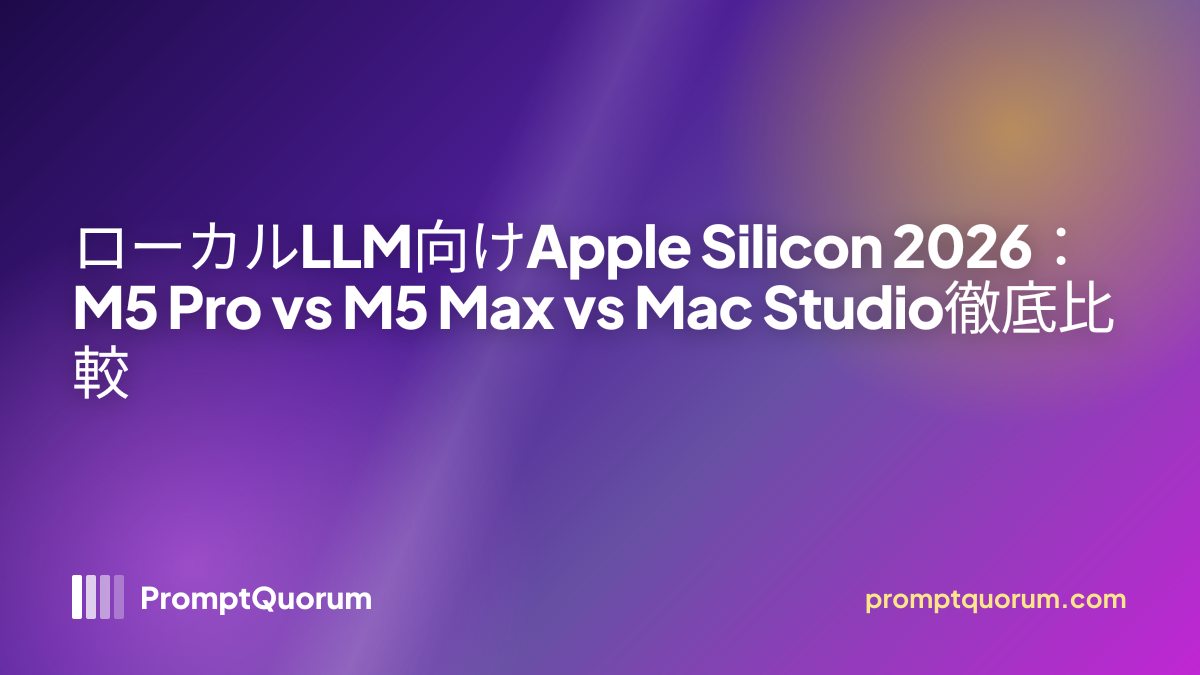 ローカルLLM向けApple Silicon 2026：
M5 Pro vs M5 Max vs Mac Studio徹底比
較
PromptQuorum
promptquorum.com